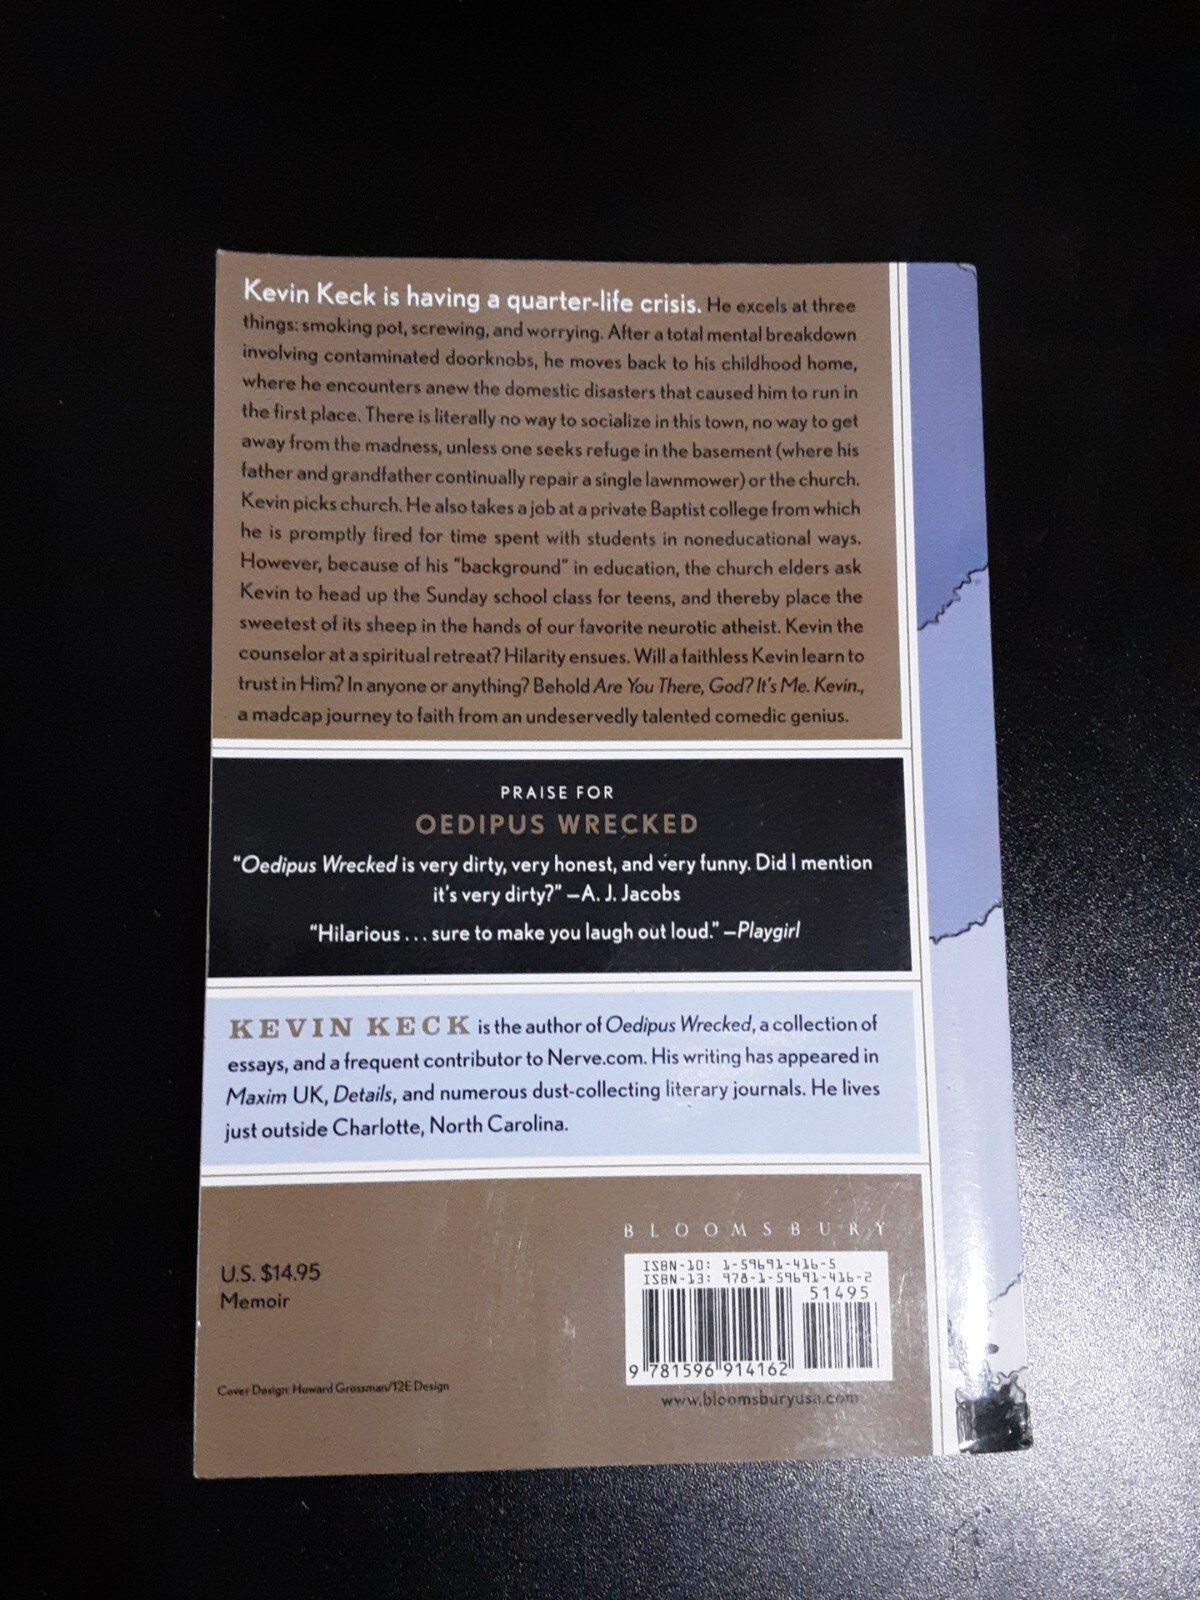 Kevin Keck is having a quarter-life crisis. He excels at three
things: smoking pot, screwing, and worrying. After a total mental breakdown
involving contaminated doorknobs, he moves back to his childhood home,
where he encounters anew the domestic disasters that caused him to run in
the first place. There is literally no way to socialize in this town, no way to get
away from the madness, unless one seeks refuge in the basement (where his
father and grandfather continually repair a single lawnmower) or the church.
Kevin picks church. He also takes a job at a private Baptist college from which
he is promptly fired for time spent with students in noneducational ways.
However, because of his "background" in education, the church elders ask
Kevin to head up the Sunday school class for teens, and thereby place the
sweetest of its sheep in the hands of our favorite neurotic atheist. Kevin the
counselor at a spiritual retreat? Hilarity ensues. Will a faithless Kevin learn to
trust in Him? In anyone or anything? Behold Are You There, God? It's Me. Kevin.,
a madcap journey to faith from an undeservedly talented comedic genius.
PRAISE FOR
OEDIPUS WRECKED
"Oedipus Wrecked is very dirty, very honest, and very funny. Did I mention
it's very dirty?" —A. J. Jacobs
"Hilarious . . . sure to make you laugh out loud." —Playgirl
KEVIN KECK is the author of Oedipus Wrecked, a collection of
essays, and a frequent contributor to Nerve.com. His writing has appeared in
Maxim UK, Details, and numerous dust-collecting literary journals. He lives
just outside Charlotte, North Carolina.
BLOOMSBURY
U.S. $14.95
Memoir
ISBN-10: 1-59691-416-5
ISBN-13: 978-1-59691-416-2
51495
9 781596 914162
Cover Design: Howard Grossman/12E Design
www.bloomsburyusa.com